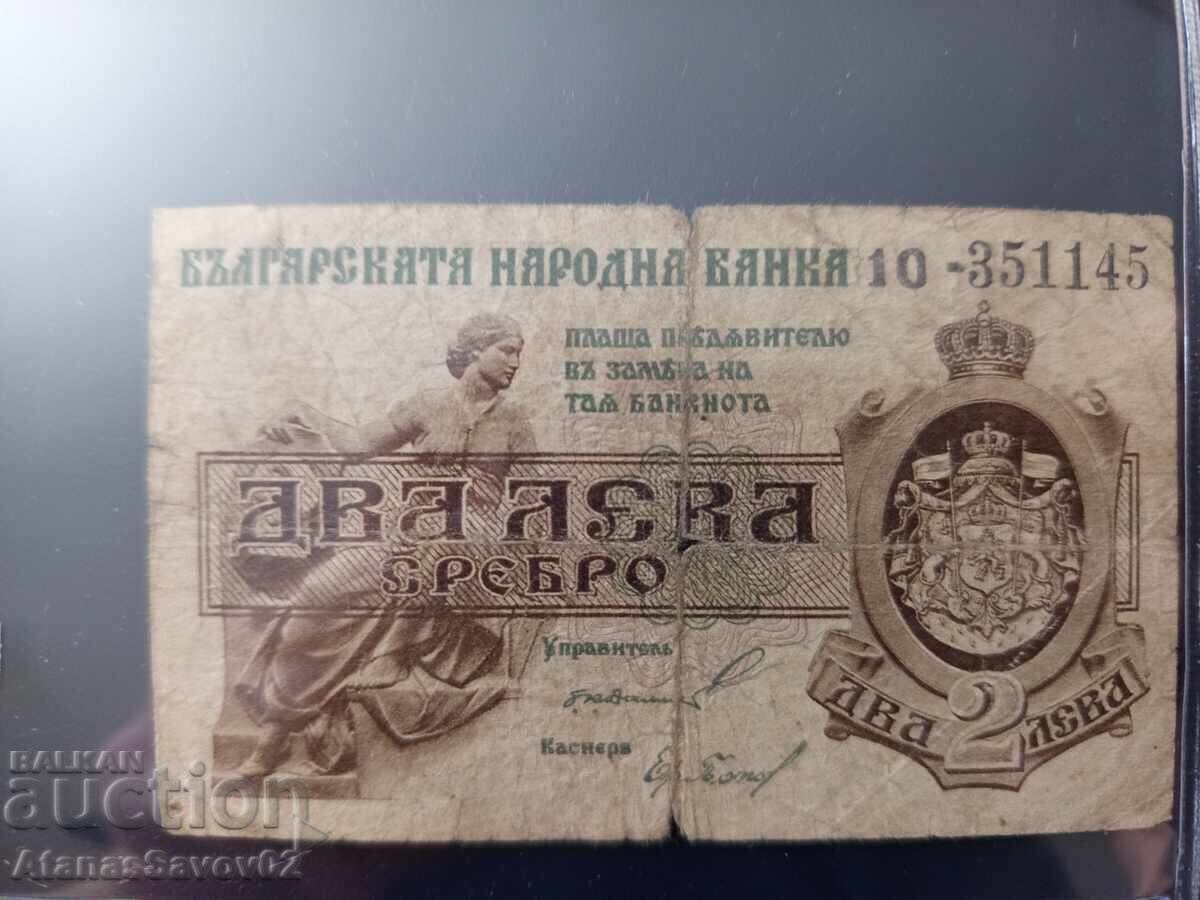 БЪЛГАРСКАТА НАРОДНА БАНКА 10 -351145
ПЛАЩА ПРѢДЯВИТЕЛЮ
ВЪ ЗАМѢНА НА
ТАЯ БАНКНОТА
ДВА ЛЕВА
СРЕБРО
Управитель
Касиеръ
ДВА 2 ЛЕВА
BALKAN
auction
AtanasSavov02